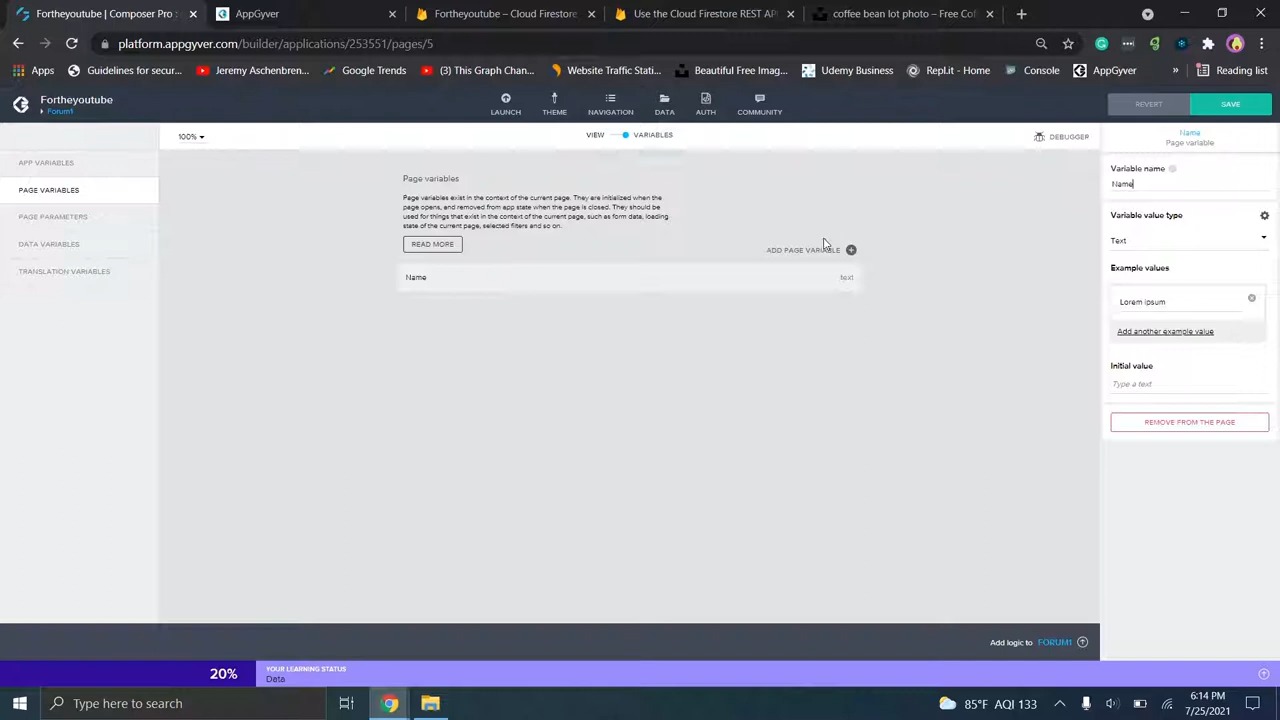 Fortheyoutube | Composer Pro
AppGyver
Fortheyoutube – Cloud Firestore
Use the Cloud Firestore REST AP
coffee bean lot photo – Free Cof
platform.appgyver.com/builder/applications/253551/pages/5
Apps
Guidelines for secur...
Jeremy Aschenbren...
Google Trends
(3) This Graph Chan...
Website Traffic Stati...
Beautiful Free Imag...
Udemy Business
Repl.it - Home
Console
AppGyver
»
Reading list
Fortheyoutube
Forum1
LAUNCH
THEME
NAVIGATION
DATA
AUTH
COMMUNITY
REVERT
SAVE
100%
VIEW
VARIABLES
DEBUGGER
APP VARIABLES
PAGE VARIABLES
PAGE PARAMETERS
DATA VARIABLES
TRANSLATION VARIABLES
Page variables
Page variables exist in the context of the current page. They are initialized when the
page opens, and removed from app state when the page is closed. They should be
used for things that exist in the context of the current page, such as form data, loading
state of the current page, selected filters and so on.
READ MORE
ADD PAGE VARIABLE
Name
text
Name
Page variable
Variable name
Name
Variable value type
Text
Example values
Lorem ipsum
Add another example value
Initial value
Type a text
REMOVE FROM THE PAGE
Add logic to FORUM1
20%
YOUR LEARNING STATUS
Data
Type here to search
85°F AQI 133
6:14 PM
7/25/2021